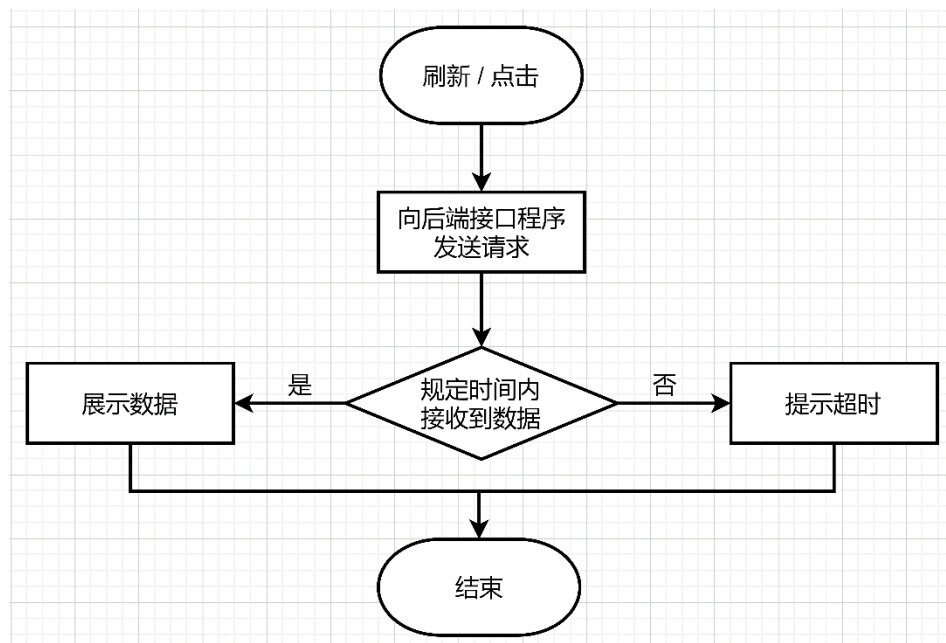 刷新 / 点击
向后端接口程序
发送请求
是
否
展示数据
规定时间内
接收到数据
提示超时
结束